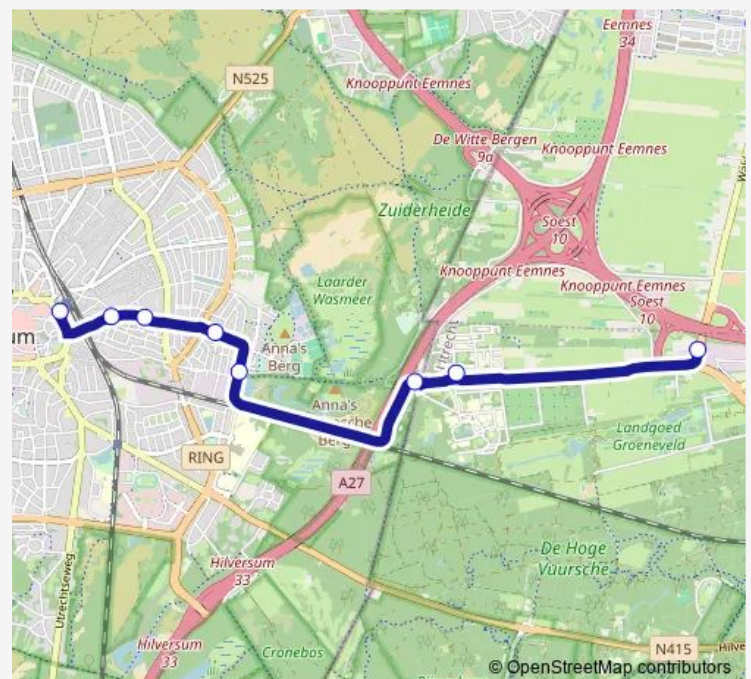 Eemnes
34
N525
Knooppunt Eemnes
De Witte Bergen
9a
Knooppunt Eemnes
Zuiderheide
Soest
10
Laarder
Wasmeer
Knooppunt Eemnes
Knooppunt Eemnes
Soest
10
um
Anna's
Berg
Utrecht
Anna's
Landgoed
Groeneveld
RING
A27
De Hoge
Vuursche
Hilversum
33
Utrechtseweg
Hilversum
33
Cronebos
N415
Hilve
© OpenStreetMap contributors